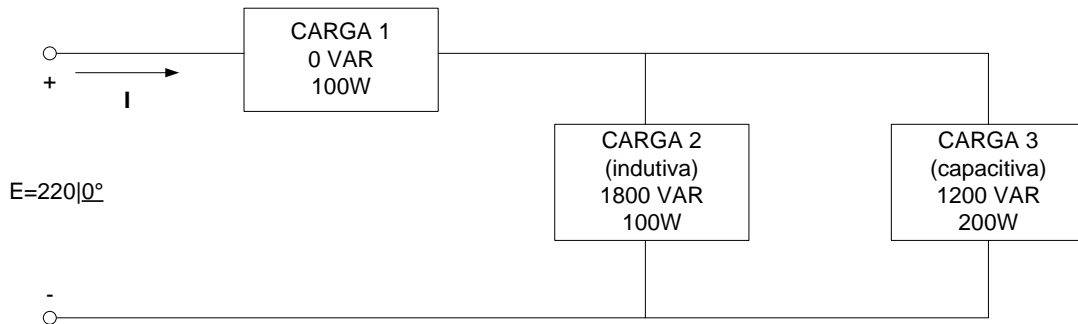 CARGA 1
0 VAR
100W
+
I
E=220|0°
-
CARGA 2
(indutiva)
1800 VAR
100W
CARGA 3
(capacitiva)
1200 VAR
200W